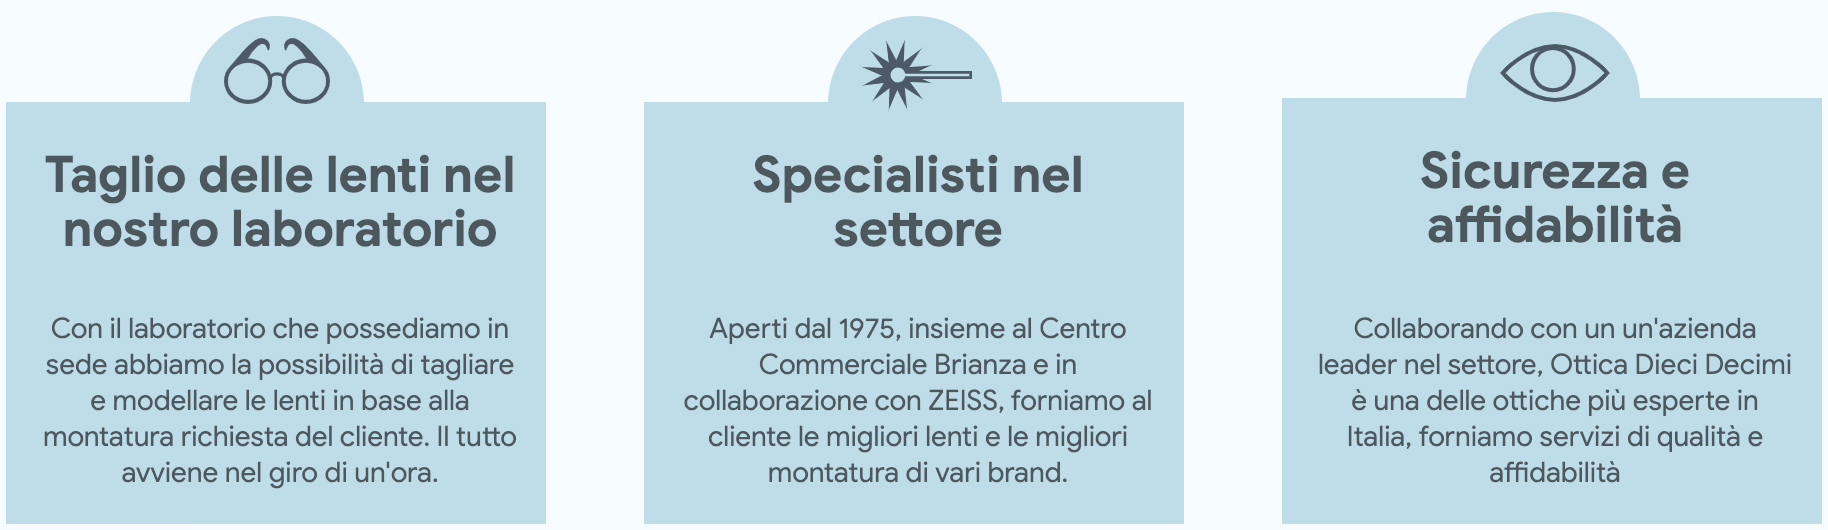 Taglio delle lenti nel
nostro laboratorio
Con il laboratorio che possediamo in
sede abbiamo la possibilità di tagliare
e modellare le lenti in base alla
montatura richiesta del cliente. Il tutto
avviene nel giro di un'ora.
Specialisti nel
settore
Aperti dal 1975, insieme al Centro
Commerciale Brianza e in
collaborazione con ZEISS, forniamo al
cliente le migliori lenti e le migliori
montatura di vari brand.
Sicurezza e
affidabilità
Collaborando con un un'azienda
leader nel settore, Ottica Dieci Decimi
è una delle ottiche più esperte in
Italia, forniamo servizi di qualità e
affidabilità